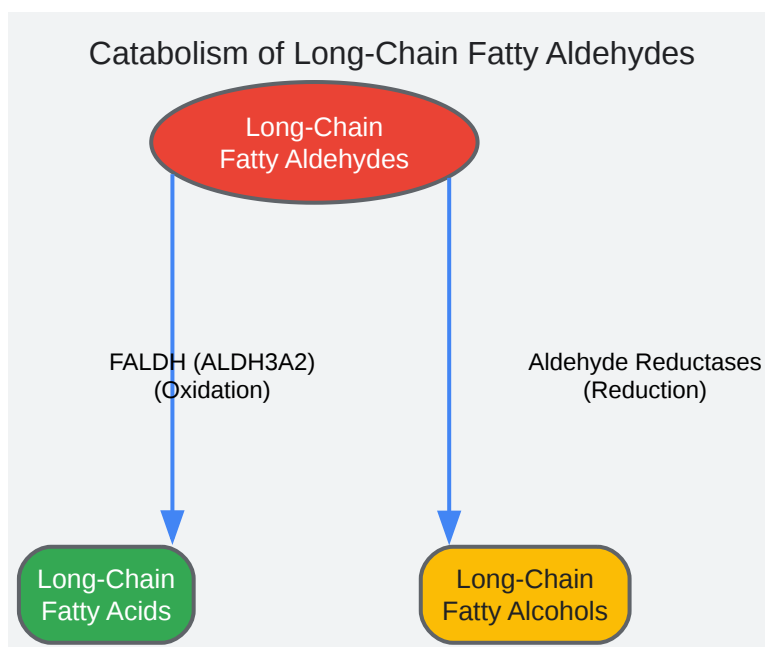 Catabolism of Long-Chain Fatty Aldehydes
Long-Chain
Fatty Aldehydes
FALDH (ALDH3A2)
(Oxidation)
Aldehyde Reductases
(Reduction)
Long-Chain
Fatty Acids
Long-Chain
Fatty Alcohols